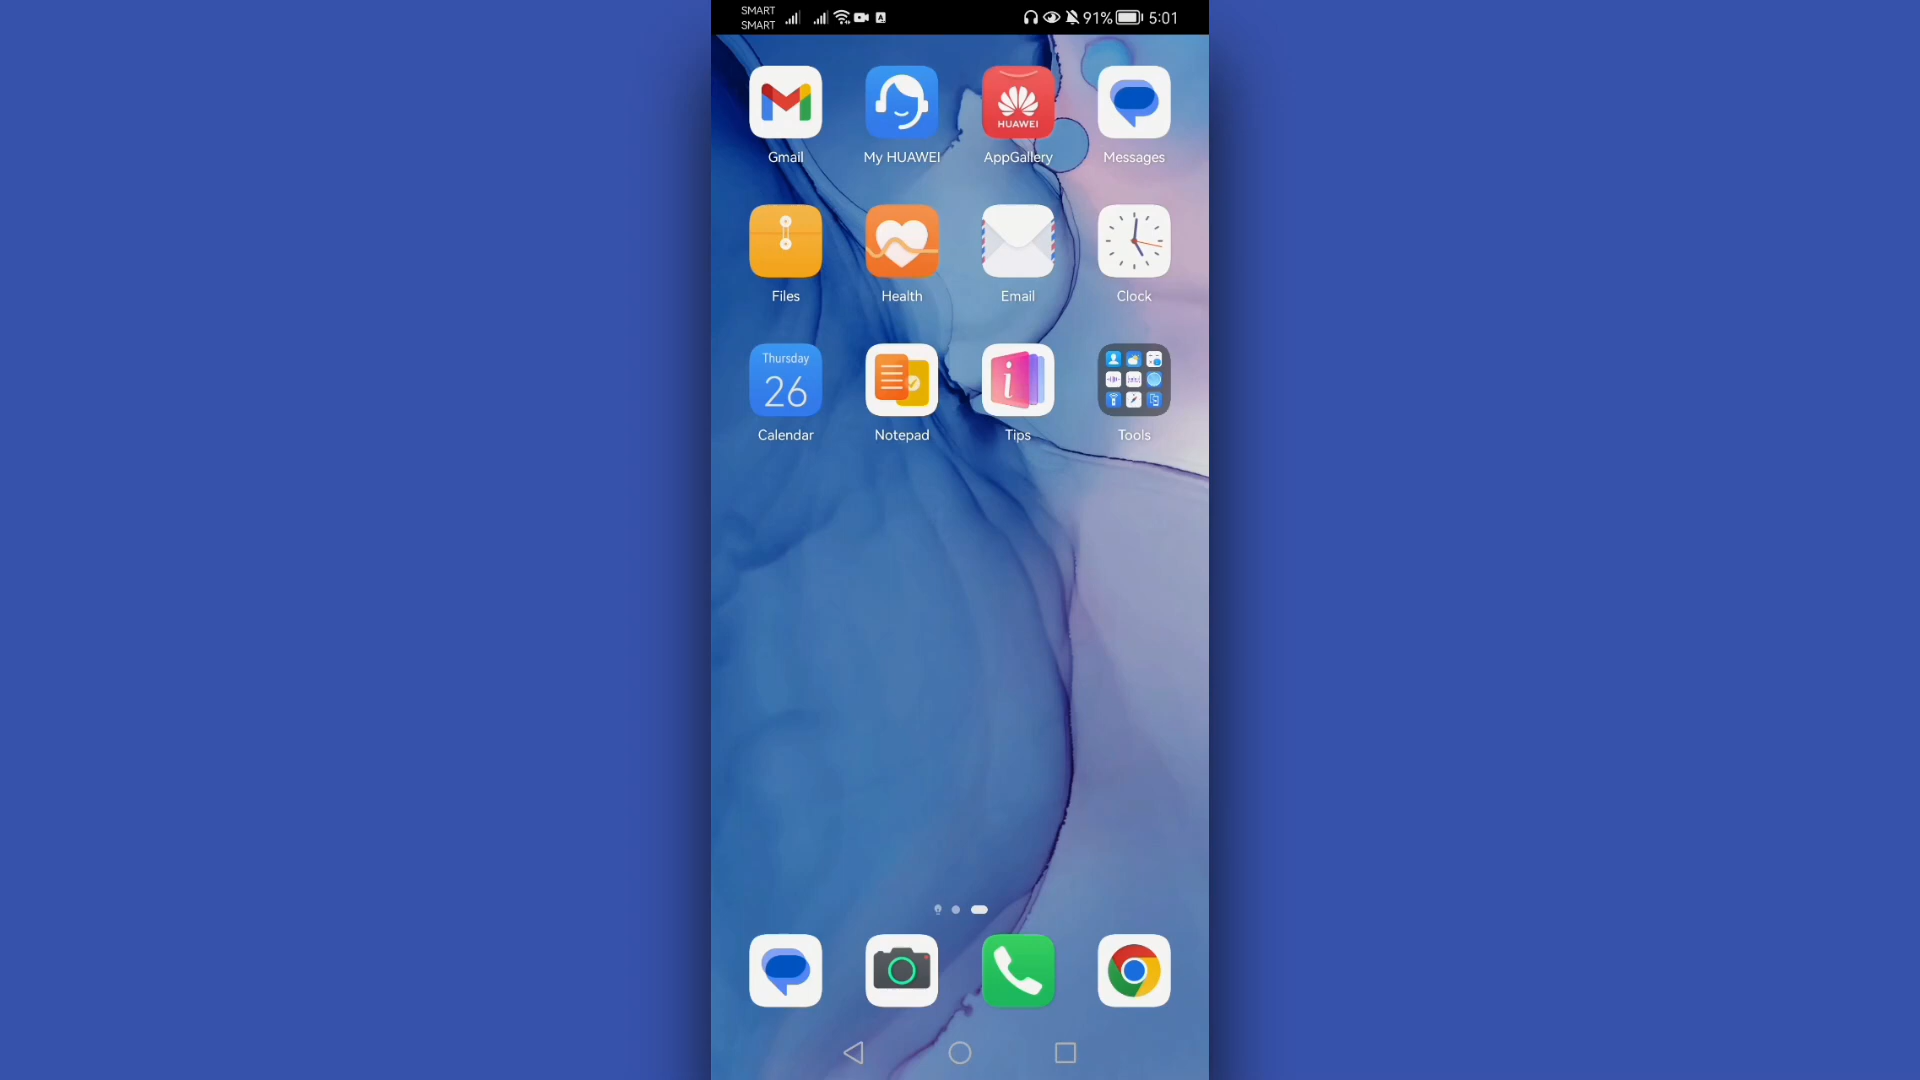 SMART
SMART
91% 5:01
Gmail
My HUAWEI
HUAWEI
AppGallery
Messages
Files
Health
Email
Clock
Thursday
26
Calendar
Notepad
i
Tips
Tools